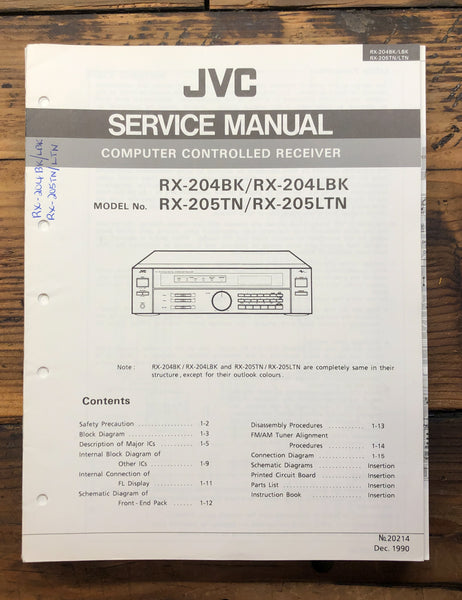 RX-204BK/LBK
RX-205TN/LTN
JVC
SERVICE MANUAL
COMPUTER CONTROLLED RECEIVER
RX-204BK/LBK
RX-205TN/LTN
RX-204BK/RX-204LBK
MODEL No. RX-205TN/RX-205LTN
JVC
Note : RX-204BK/RX-204LBK and RX-205TN/RX-205LTN are completely same in their
structure, except for their outlook colours.
Contents
Safety Precaution .......... 1-2
Block Diagram .......... 1-3
Description of Major ICs .......... 1-5
Internal Block Diagram of
Other ICs .......... 1-9
Internal Connection of
FL Display .......... 1-11
Schematic Diagram of
Front-End Pack ..... 1-12
Disassembly Procedures .......... 1-13
FM/AM Tuner Alignment
Procedures .......... 1-14
Connection Diagram .......... 1-15
Schematic Diagrams .......... Insertion
Printed Circuit Board .......... Insertion
Parts List .......... Insertion
Instruction Book .......... Insertion
№20214
Dec. 1990